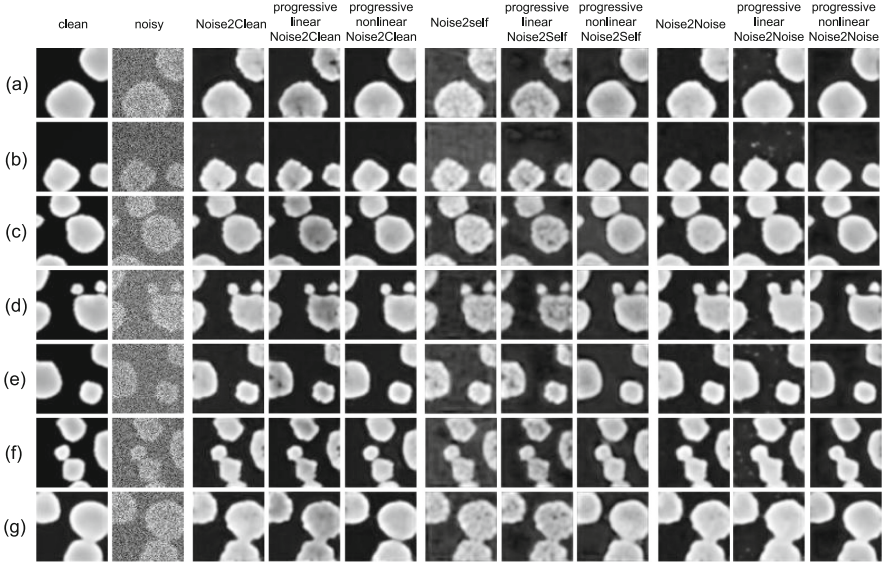 clean noisy Noise2Clean progressive linear Noise2Clean progressive nonlinear Noise2Clean Noise2self progressive linear Noise2Self progressive nonlinear Noise2Self Noise2Noise progressive linear Noise2Noise progressive nonlinear Noise2Noise
(a)
(b)
(c)
(d)
(e)
(f)
(g)